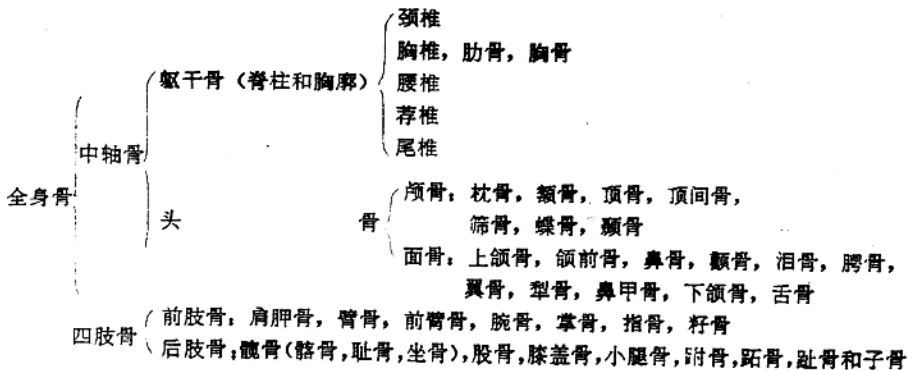 颈椎
胸椎，肋骨，胸骨
躯干骨（脊柱和胸廓）
腰椎
荐椎
尾椎
中轴骨
全身骨
头 骨
颅骨：枕骨，额骨，顶骨，顶间骨，
筛骨，蝶骨，颞骨
面骨：上颌骨，颌前骨，鼻骨，颧骨，泪骨，腭骨，
翼骨，犁骨，鼻甲骨，下颌骨，舌骨
四肢骨
前肢骨：肩胛骨，臂骨，前臂骨，腕骨，掌骨，指骨，籽骨
后肢骨：髋骨（髂骨，耻骨，坐骨），股骨，膝盖骨，小腿骨，跗骨，跖骨，趾骨和子骨